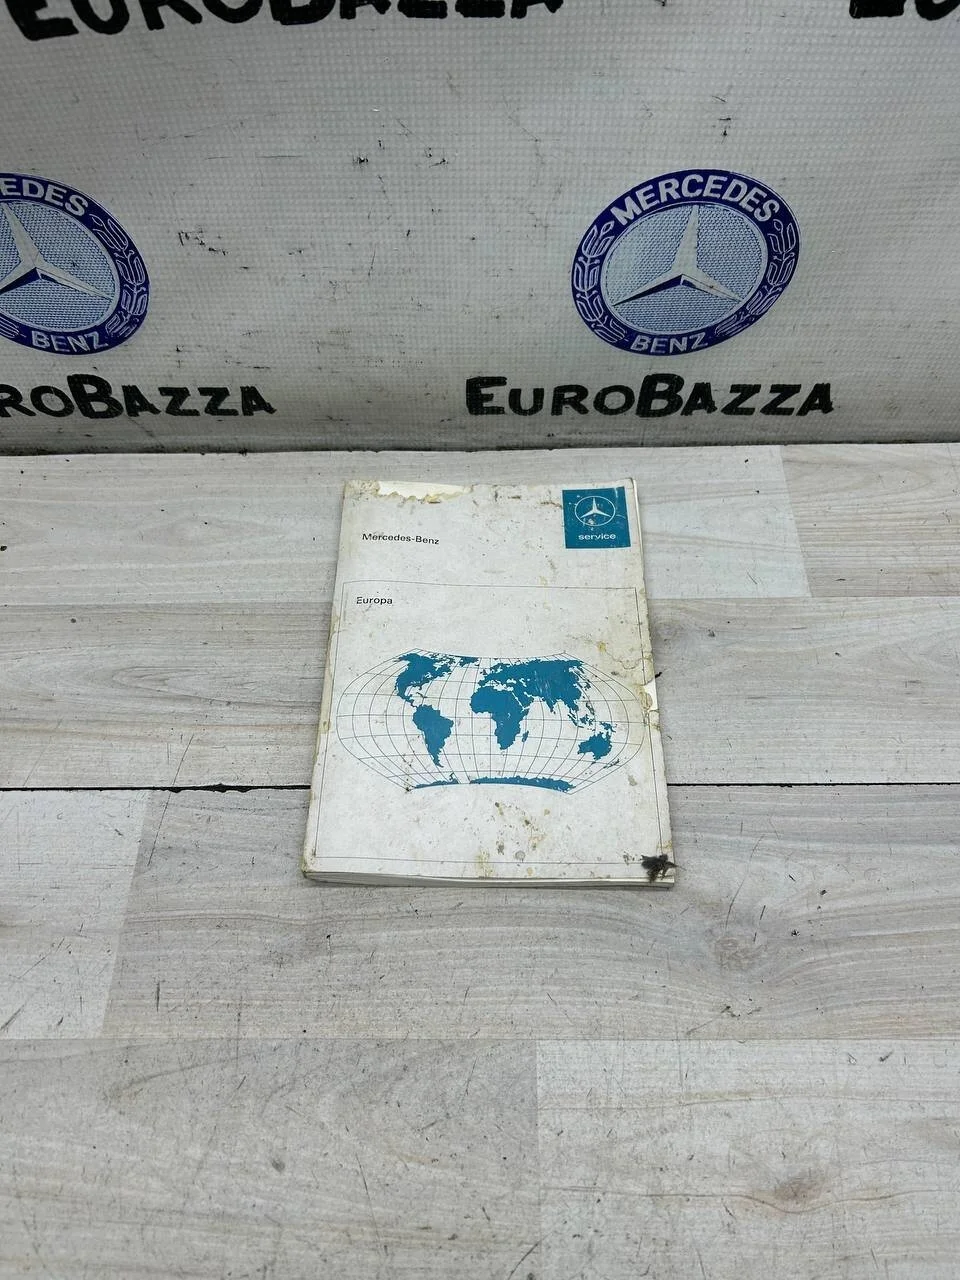 EUROBAZZA
MERCEDES
BENZ
MERCEDES
BENZ
EUROBAZZA
EUROBAZZA
Mercedes-Benz
service
Europa